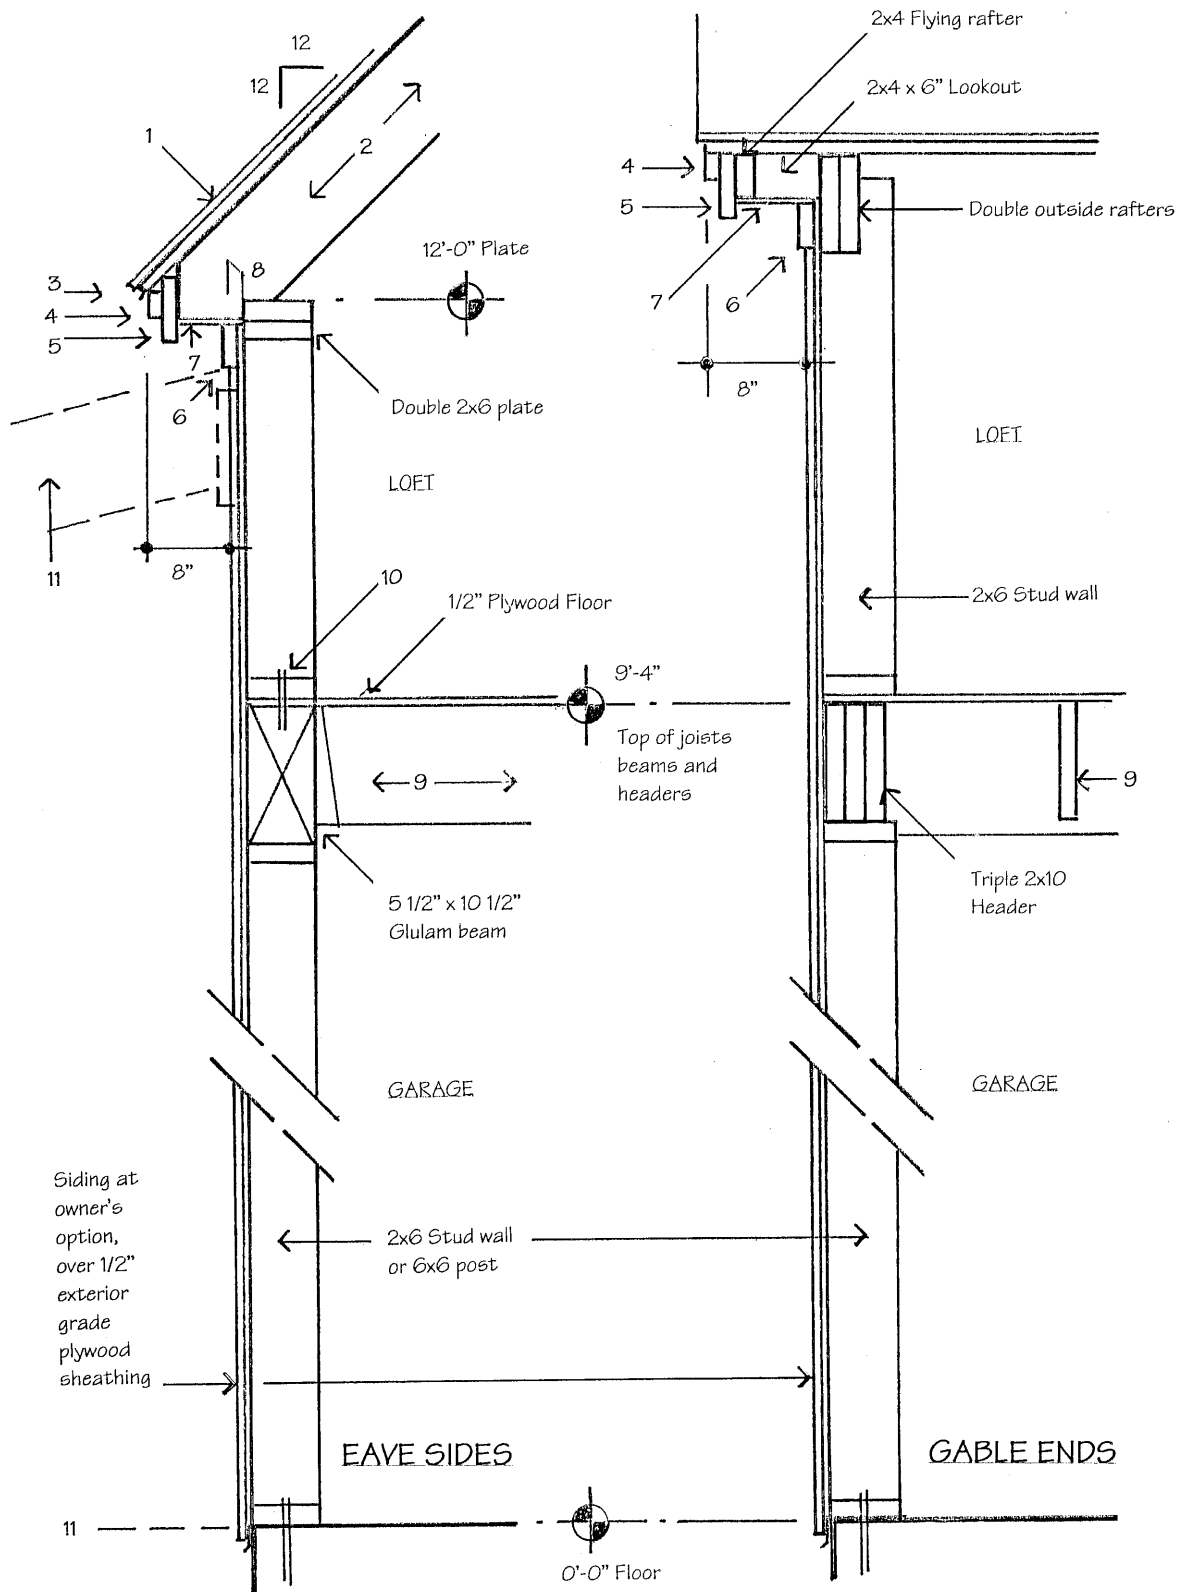 2x4 Flying rafter
12
12
2x4 x 6" Lookout
1
2
4
5
Double outside rafters
12'-0" Plate
8
3
4
5
7
6
7
6
8"
Double 2x6 plate
LOFT
LOFT
11
8"
10
1/2" Plywood Floor
2x6 Stud wall
9'-4"
Top of joists
beams and
headers
9
9
5 1/2" x 10 1/2"
Glulam beam
Triple 2x10
Header
GARAGE
GARAGE
Siding at
owner's
option,
over 1/2"
exterior
grade
plywood
sheathing
2x6 Stud wall
or 6x6 post
EAVE SIDES
GABLE ENDS
11
0'-0" Floor